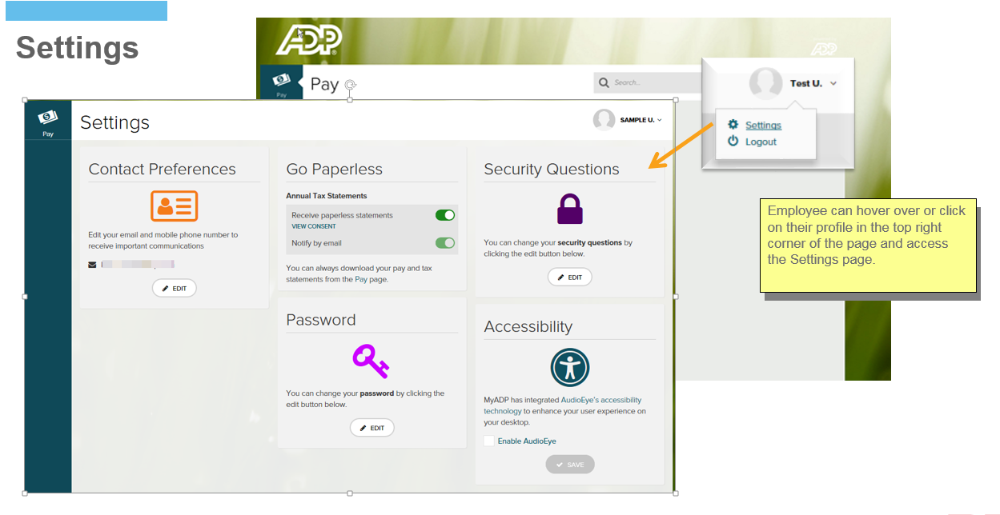 Settings
ADP
ADP
Pay
Pay
Search...
Test U.
Settings
Logout
Pay
Settings
SAMPLE U.
Contact Preferences
Edit your email and mobile phone number to
receive important communications
EDIT
Go Paperless
Annual Tax Statements
Receive paperless statements
VIEW CONSENT
Notify by email
You can always download your pay and tax
statements from the Pay page.
Password
You can change your password by clicking the
edit button below.
EDIT
Security Questions
You can change your security questions by
clicking the edit button below.
EDIT
Accessibility
MyADP has integrated AudioEye's accessibility
technology to enhance your user experience on
your desktop.
Enable AudioEye
SAVE
Employee can hover over or click
on their profile in the top right
corner of the page and access
the Settings page.